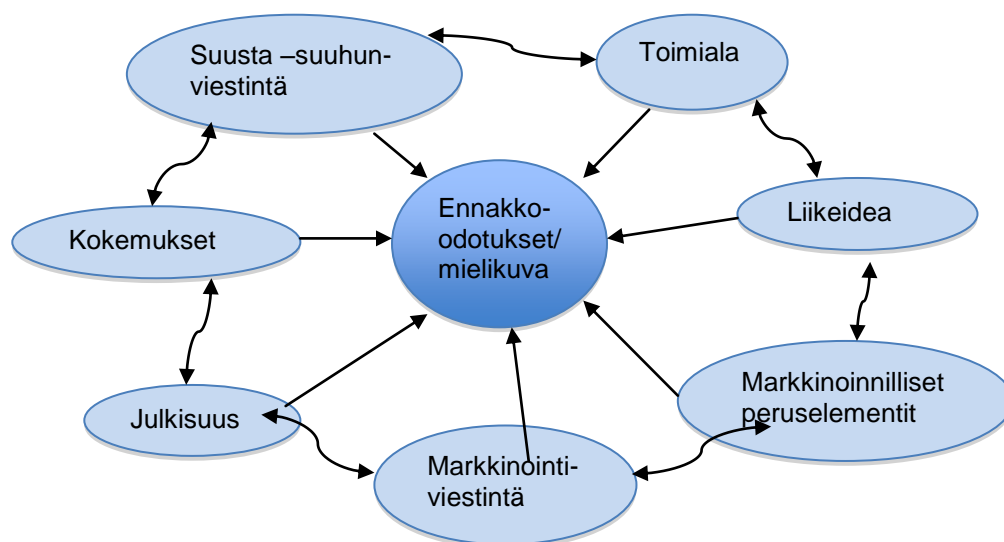 Suusta –suuhun-
viestintä
Toimiala
Ennakko-
odotukset/
mielikuva
Liikeidea
Kokemukset
Markkinoinnilliset
peruselementit
Julkisuus
Markkinointi-
viestintä